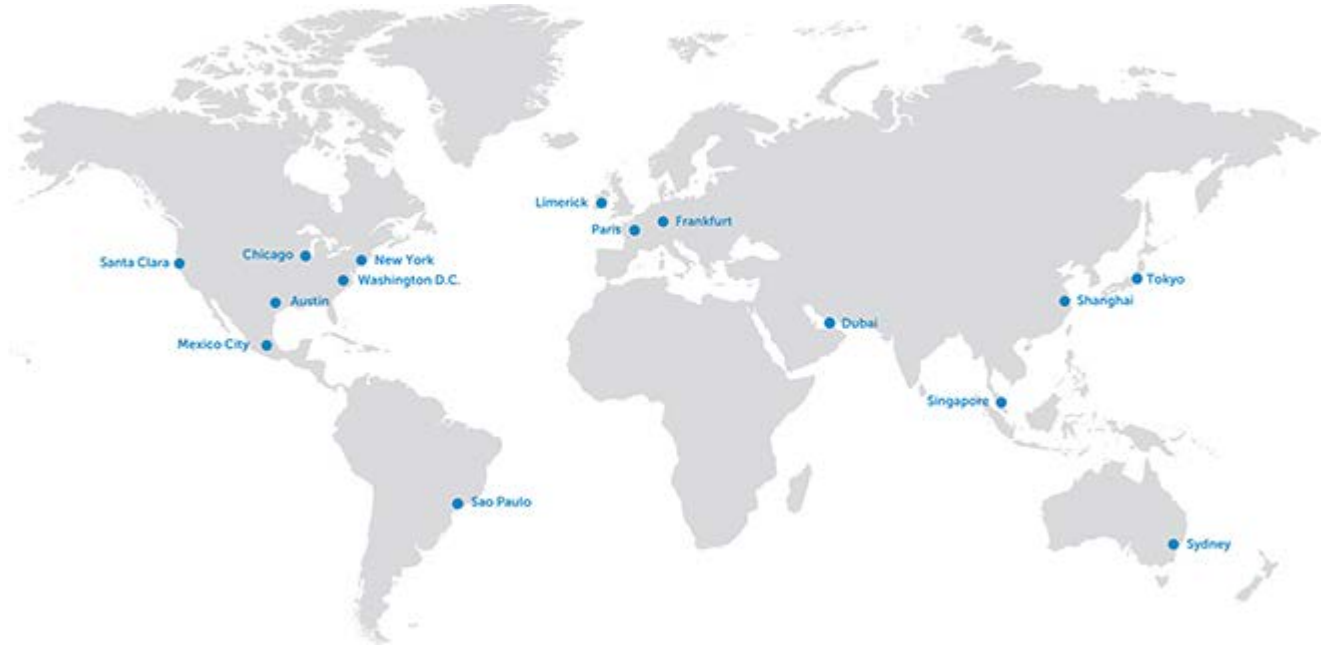 Limerick
Frankfurt
Paris
Chicago
New York
Santa Clara
Washington D.C.
Tokyo
Austin
Shanghai
Dubai
Mexico City
Singapore
Sao Paulo
Sydney